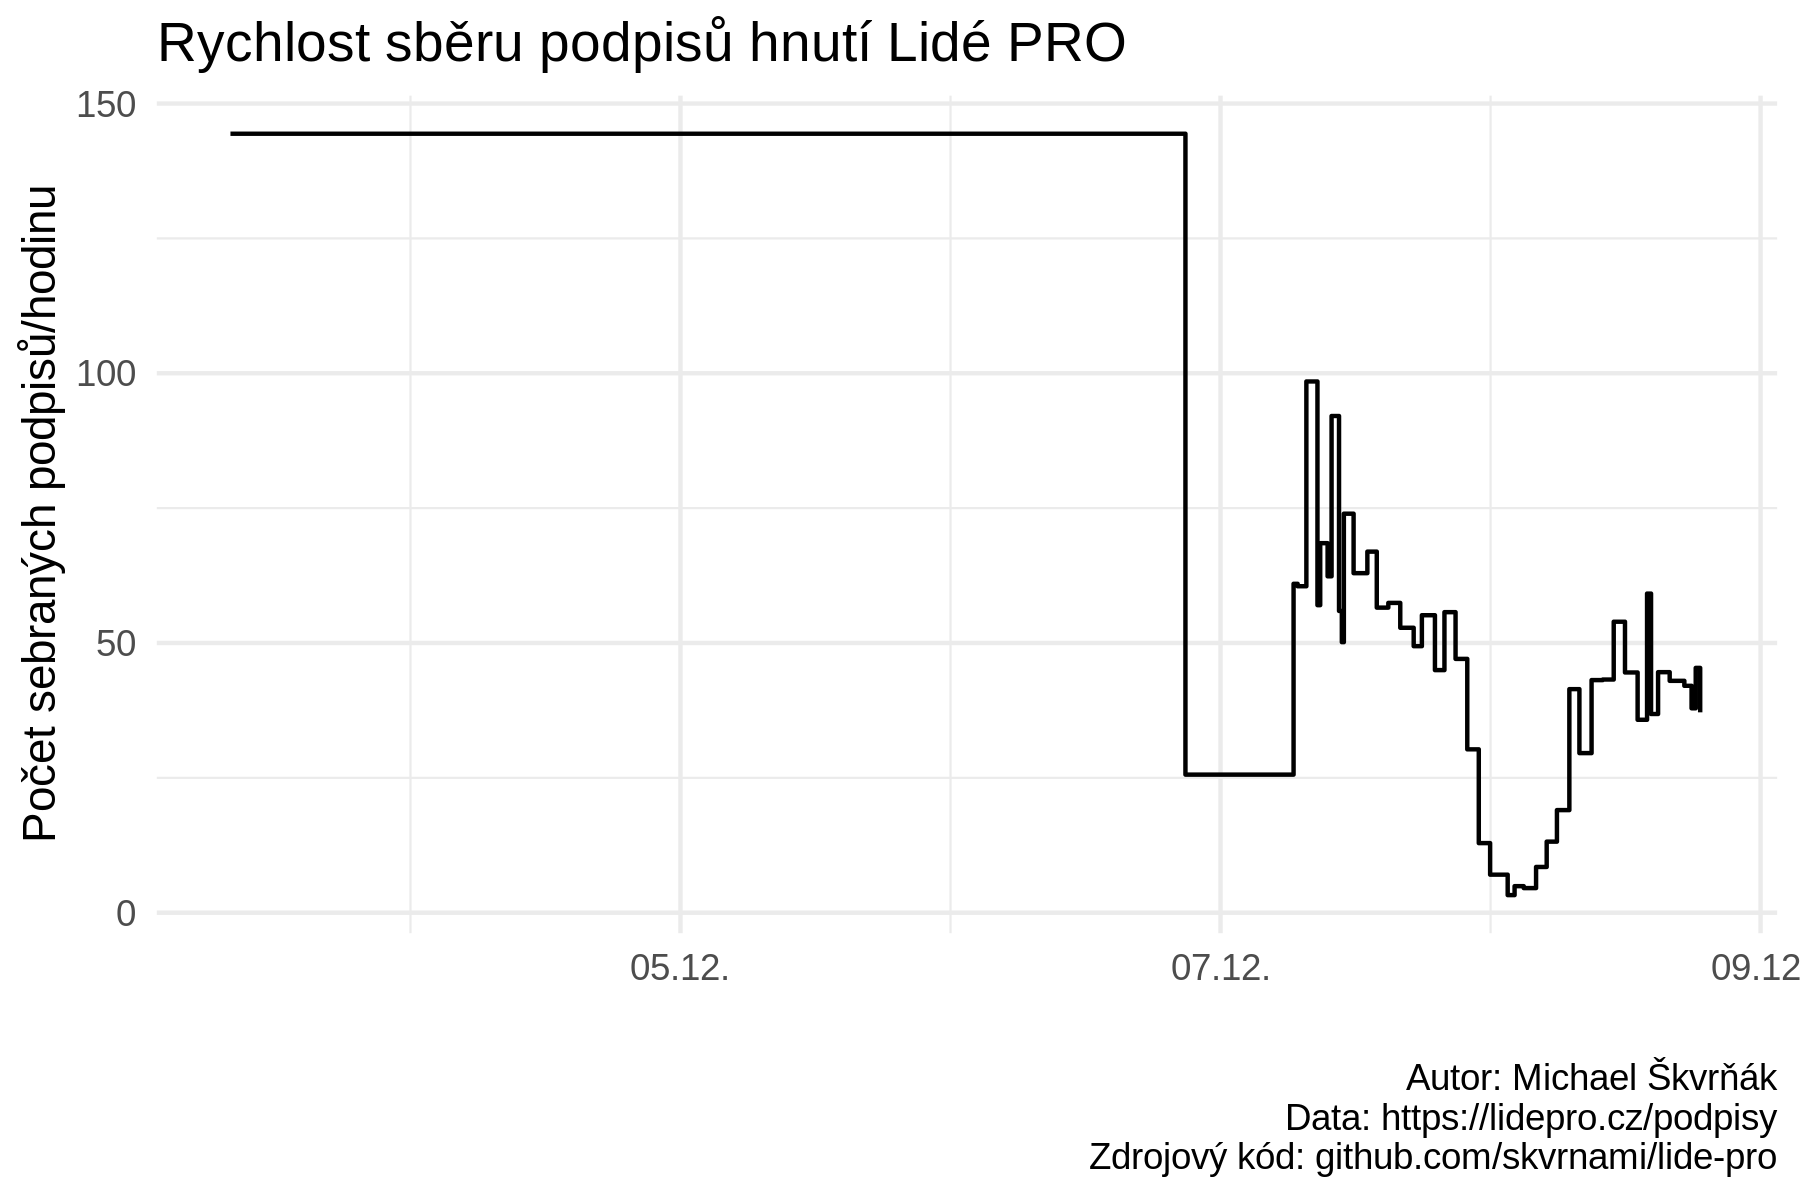 Rychlost sběru podpisů hnutí Lidé PRO
Počet sebraných podpisů/hodinu
150
100
50
0
05.12.
07.12.
09.12
Autor: Michael Škvrňák
Data: https://lidepro.cz/podpisy
Zdrojový kód: github.com/skvrnami/lide-pro